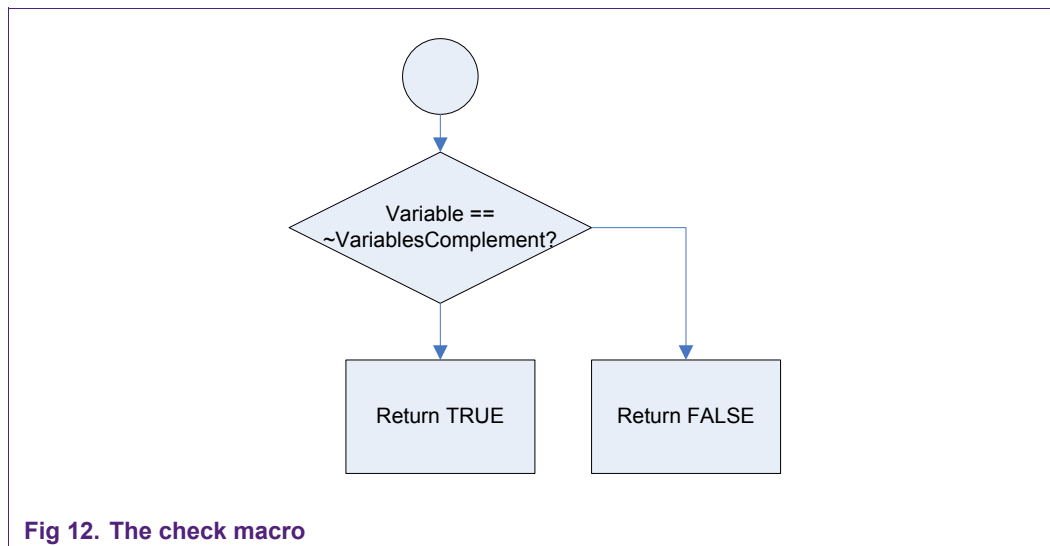 Variable ==
~VariablesComplement?
Return TRUE
Return FALSE
Fig 12. The check macro